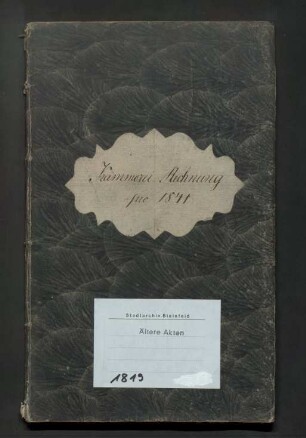 Kämmerei Rechnung
pro 1841
Stadtarchiv Bielefeld
Ältere Akten
1819